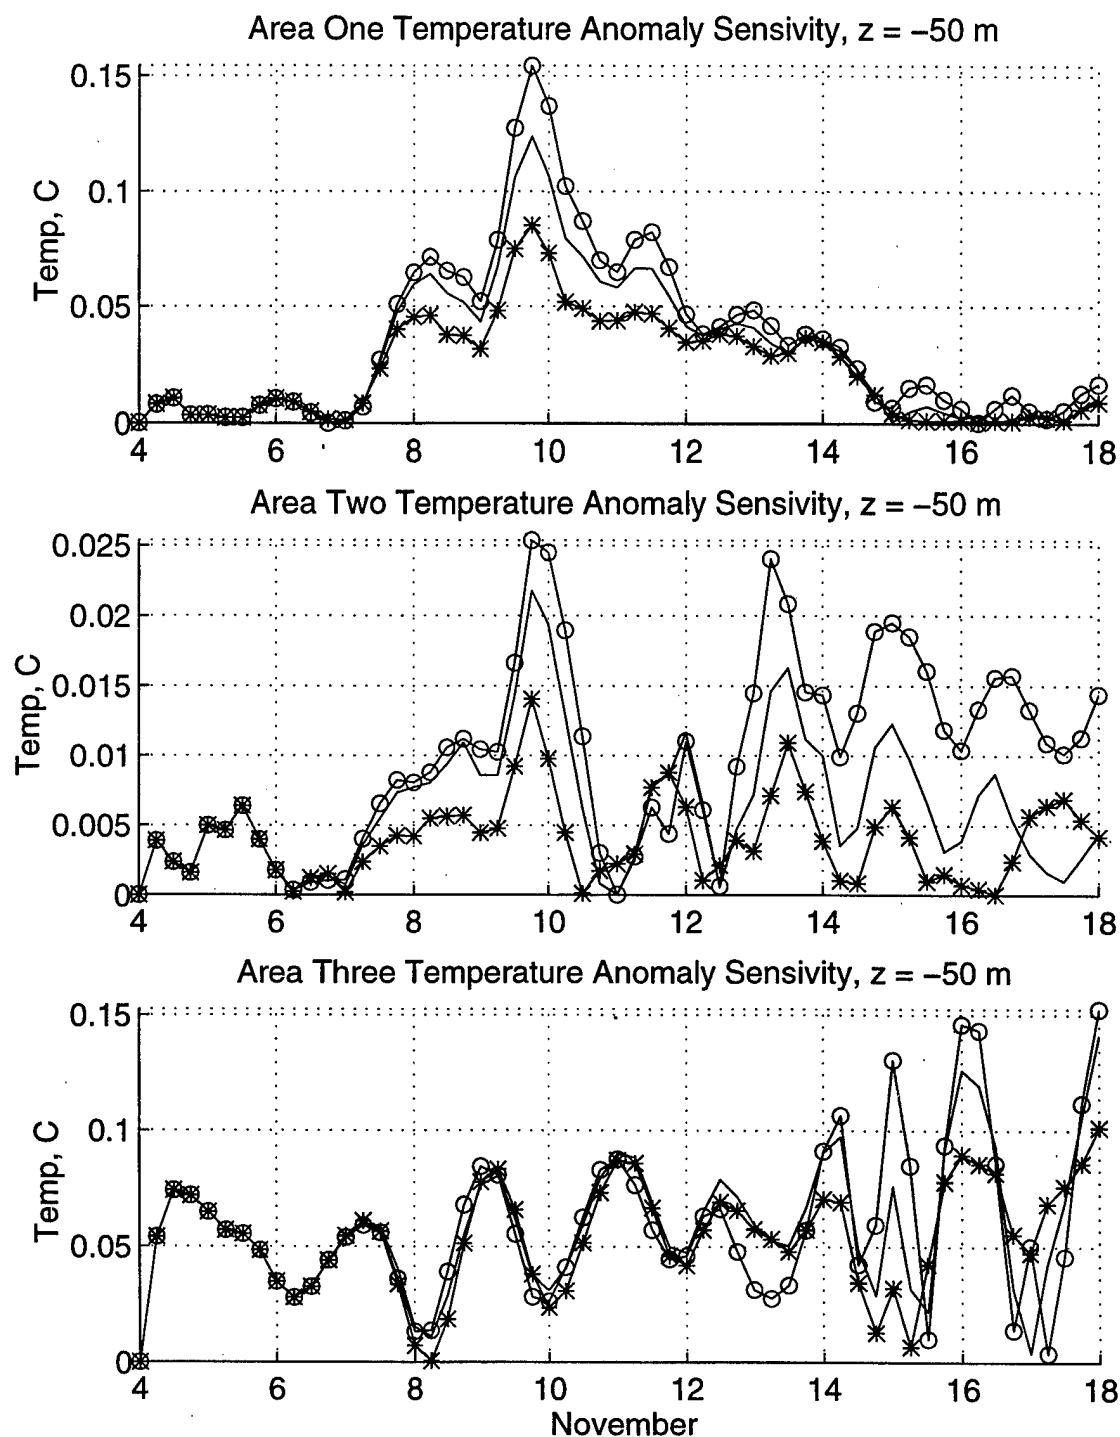 Area One Temperature Anomaly Sensivity, z = −50 m
Temp, C
0.15
0.1
0.05
0
4 6 8 10 12 14 16 18
Area Two Temperature Anomaly Sensivity, z = −50 m
Temp, C
0.025
0.02
0.015
0.01
0.005
0
4 6 8 10 12 14 16 18
Area Three Temperature Anomaly Sensivity, z = −50 m
Temp, C
0.15
0.1
0.05
0
4 6 8 10 12 14 16 18
November